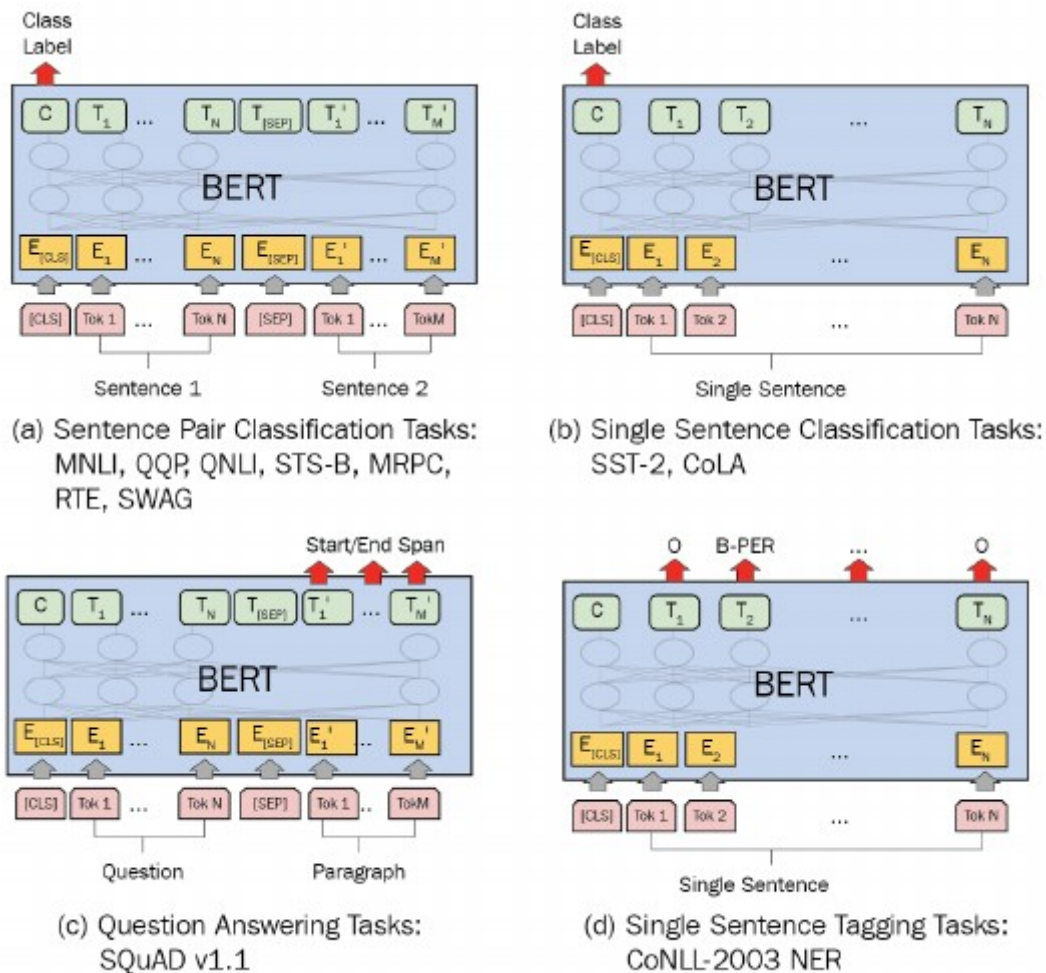 Class
Label
C T1 ... TN T[SEP] T1' ... TM'
BERT
E[CLS] E1 ... EN E[SEP] E1' ... EM'
[CLS] Tok 1 ... Tok N [SEP] Tok 1 ... TokM
Sentence 1 Sentence 2
(a) Sentence Pair Classification Tasks:
MNLI, QQP, QNLI, STS-B, MRPC,
RTE, SWAG
Class
Label
C T1 T2 ... TN
BERT
E[CLS] E1 E2 ... EN
[CLS] Tok 1 Tok 2 ... Tok N
Single Sentence
(b) Single Sentence Classification Tasks:
SST-2, CoLA
Start/End Span
C T1 ... TN T[SEP] T1' ... TM'
BERT
E[CLS] E1 ... EN E[SEP] E1' ... EM'
[CLS] Tok 1 ... Tok N [SEP] Tok 1 .. TokM
Question Paragraph
(c) Question Answering Tasks:
SQuAD v1.1
O B-PER ... O
C T1 T2 ... TN
BERT
E[CLS] E1 E2 ... EN
[CLS] Tok 1 Tok 2 ... Tok N
Single Sentence
(d) Single Sentence Tagging Tasks:
CoNLL-2003 NER